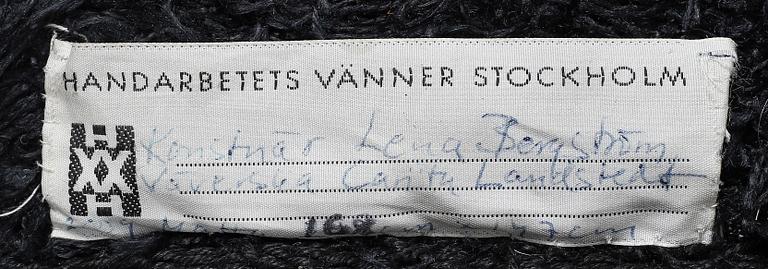 HANDARBETETS VÄNNER STOCKHOLM
Konstnär Lena Bergström
Väverska Carita Landstedt
168